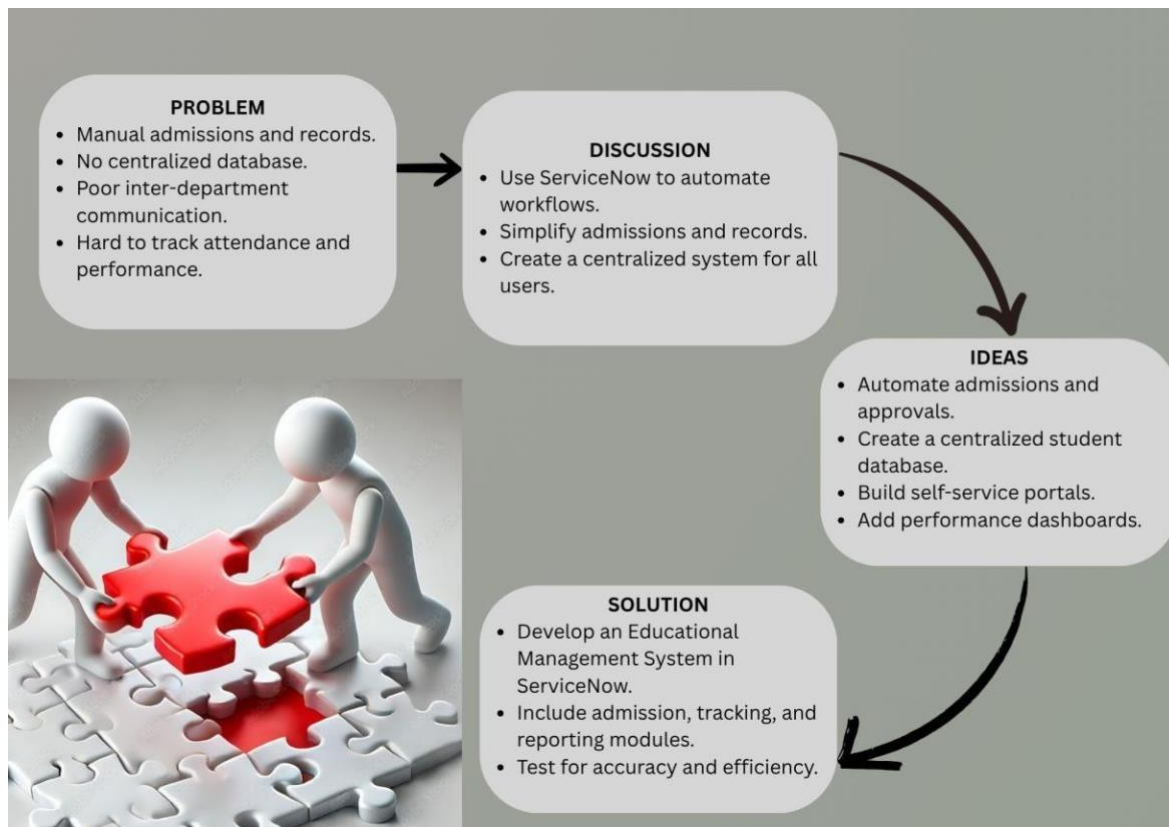 PROBLEM
• Manual admissions and records.
• No centralized database.
• Poor inter-department
communication.
• Hard to track attendance and
performance.
DISCUSSION
• Use ServiceNow to automate
workflows.
• Simplify admissions and records.
• Create a centralized system for all
users.
IDEAS
• Automate admissions and
approvals.
• Create a centralized student
database.
• Build self-service portals.
• Add performance dashboards.
SOLUTION
• Develop an Educational
Management System in
ServiceNow.
• Include admission, tracking, and
reporting modules.
• Test for accuracy and efficiency.